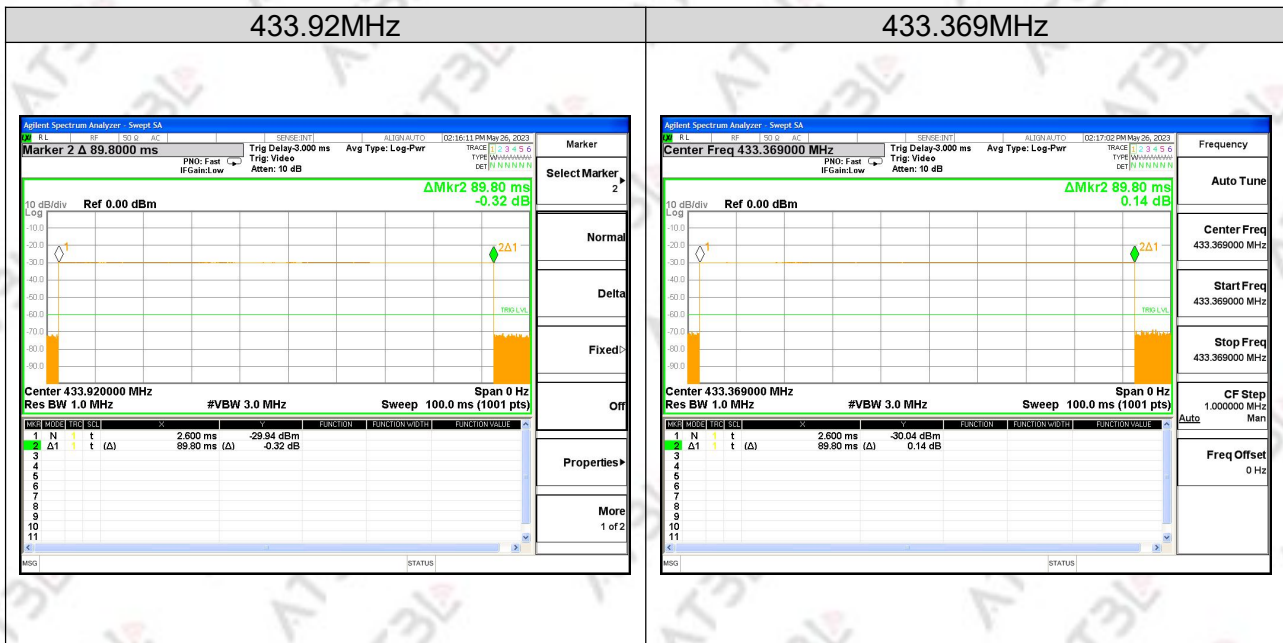 433.92MHz
433.369MHz
Agilent Spectrum Analyzer - Swept SA
RL RF 50 Ω AC SENSE:INT ALIGN AUTO 02:16:11 PM May 26, 2023
Marker 2 Δ 89.8000 ms
PNO: Fast
IFGain:Low
Trig Delay-3.000 ms
Trig: Video
Atten: 10 dB
Avg Type: Log-Pwr
TRACE 1 2 3 4 5 6
TYPE
DET N N N N N N
ΔMkr2 89.80 ms
-0.32 dB
10 dB/div Ref 0.00 dBm
Log
-10.0
-20.0
-30.0
-40.0
-50.0
-60.0
-70.0
-80.0
-90.0
1
2Δ1
TRIG LVL
Center 433.920000 MHz Span 0 Hz
Res BW 1.0 MHz #VBW 3.0 MHz Sweep 100.0 ms (1001 pts)
MKR MODE TRC SCL X Y FUNCTION FUNCTION WIDTH FUNCTION VALUE
1 N 1 t 2.600 ms -29.94 dBm
2 Δ1 1 t (Δ) 89.80 ms (Δ) -0.32 dB
3
4
5
6
7
8
9
10
11
MSG STATUS
Marker
Select Marker
2
Normal
Delta
Fixed
Off
Properties
More
1 of 2
Agilent Spectrum Analyzer - Swept SA
RL RF 50 Ω AC SENSE:INT ALIGN AUTO 02:17:02 PM May 26, 2023
Center Freq 433.369000 MHz
PNO: Fast
IFGain:Low
Trig Delay-3.000 ms
Trig: Video
Atten: 10 dB
Avg Type: Log-Pwr
TRACE 1 2 3 4 5 6
TYPE
DET N N N N N N
ΔMkr2 89.80 ms
0.14 dB
10 dB/div Ref 0.00 dBm
Log
-10.0
-20.0
-30.0
-40.0
-50.0
-60.0
-70.0
-80.0
-90.0
1
2Δ1
TRIG LVL
Center 433.369000 MHz Span 0 Hz
Res BW 1.0 MHz #VBW 3.0 MHz Sweep 100.0 ms (1001 pts)
MKR MODE TRC SCL X Y FUNCTION FUNCTION WIDTH FUNCTION VALUE
1 N 1 t 2.600 ms -30.04 dBm
2 Δ1 1 t (Δ) 89.80 ms (Δ) 0.14 dB
3
4
5
6
7
8
9
10
11
MSG STATUS
Frequency
Auto Tune
Center Freq
433.369000 MHz
Start Freq
433.369000 MHz
Stop Freq
433.369000 MHz
CF Step
1.000000 MHz
Auto Man
Freq Offset
0 Hz